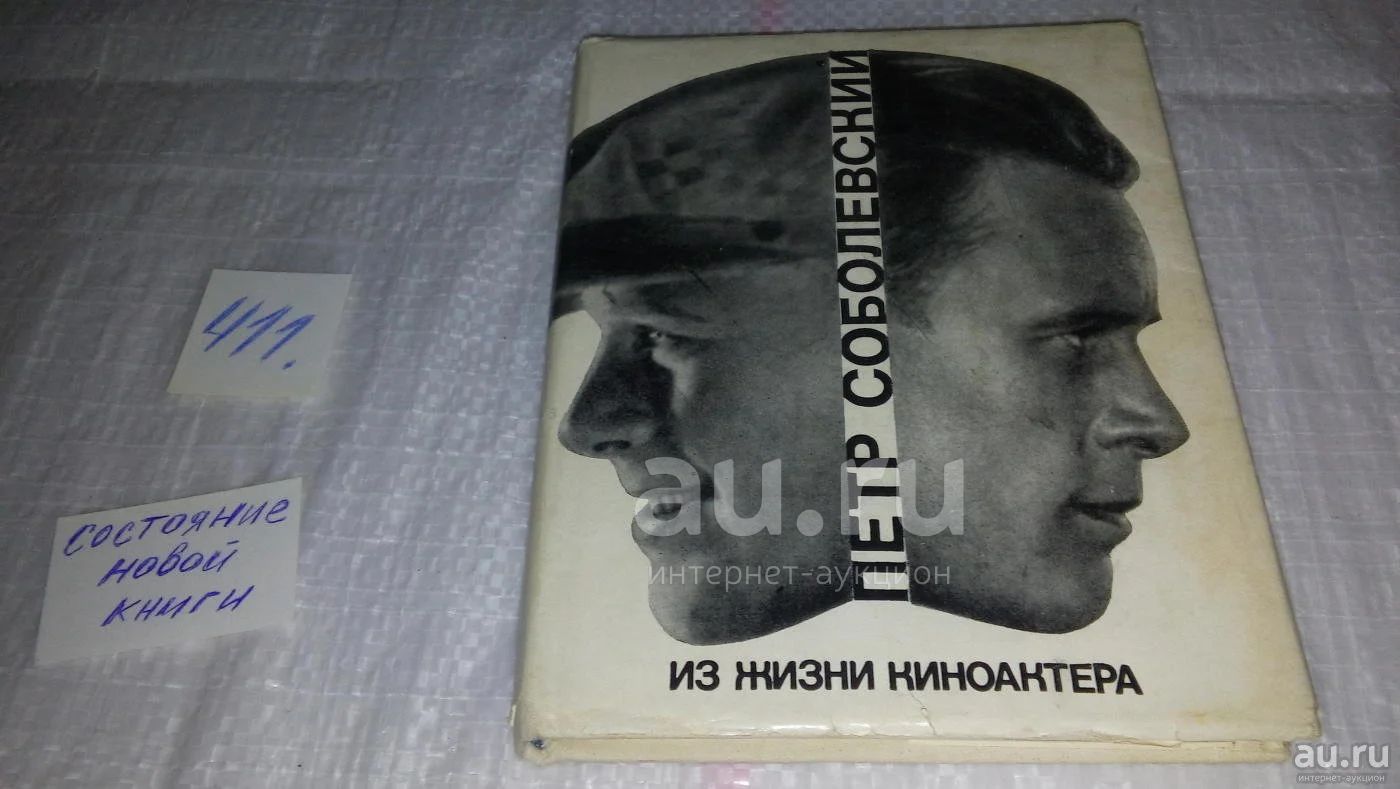 411.
состояние
новой
книги
ПЕТР СОБОЛЕВСКИЙ
ИЗ ЖИЗНИ КИНОАКТЕРА
au.ru
интернет-аукцион
au.ru
интернет-аукцион